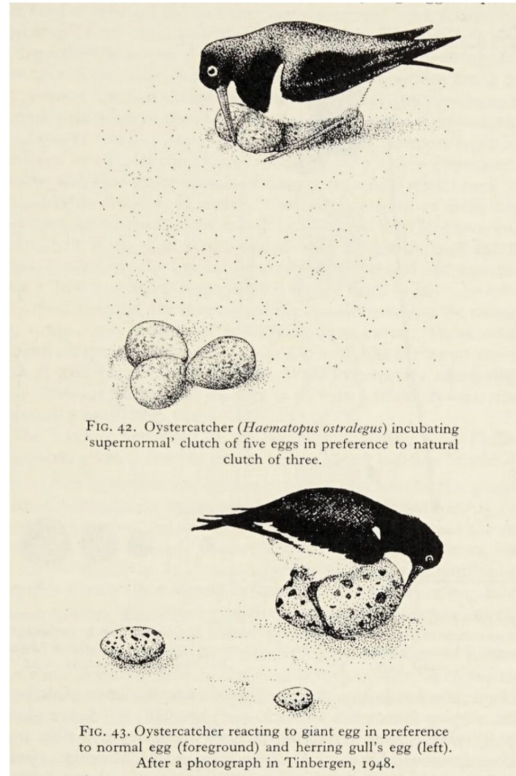 FIG. 42. Oystercatcher (Haematopus ostralegus) incubating
'supernormal' clutch of five eggs in preference to natural
clutch of three.
FIG. 43. Oystercatcher reacting to giant egg in preference
to normal egg (foreground) and herring gull's egg (left).
After a photograph in Tinbergen, 1948.